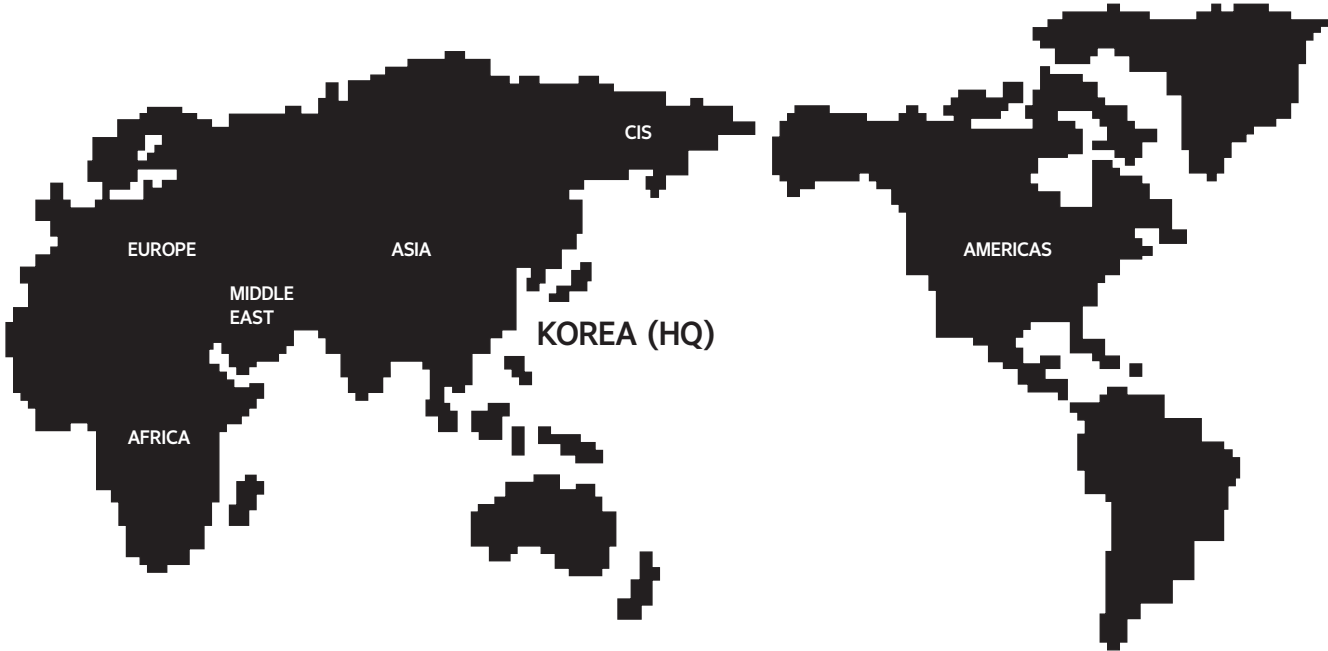 CIS
EUROPE
ASIA
AMERICAS
MIDDLE
EAST
KOREA (HQ)
AFRICA